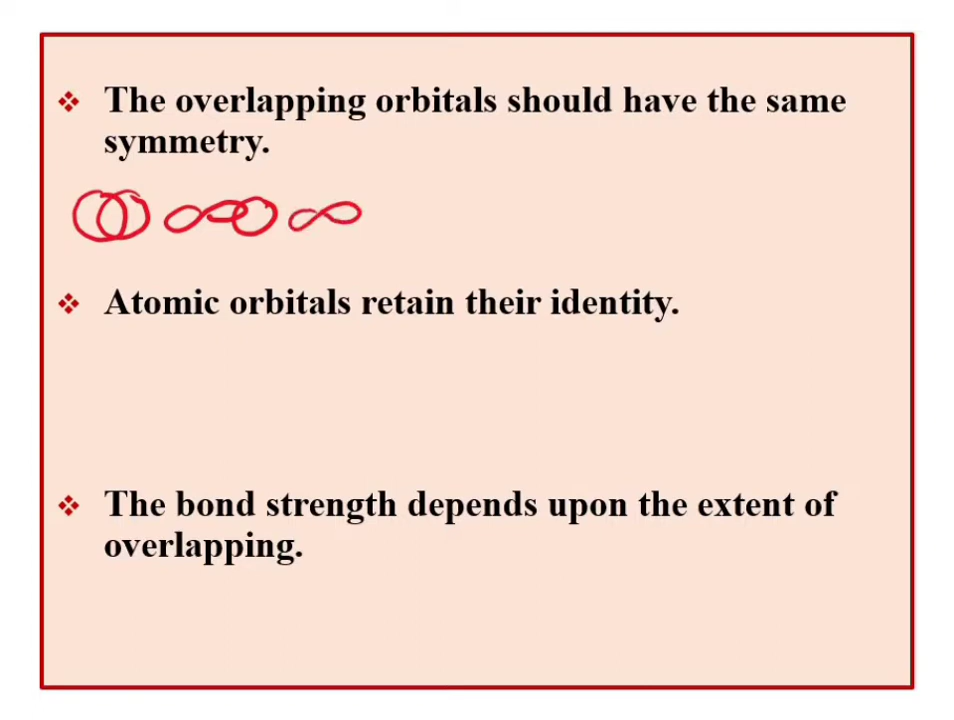 The overlapping orbitals should have the same
symmetry.
Atomic orbitals retain their identity.
The bond strength depends upon the extent of
overlapping.